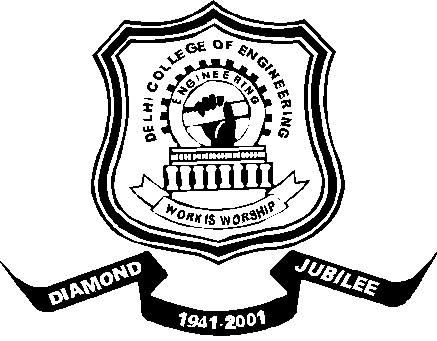 DELHI COLLEGE OF ENGINEERING
ENGINEERING
WORK IS WORSHIP
DIAMOND JUBILEE
1941-2001